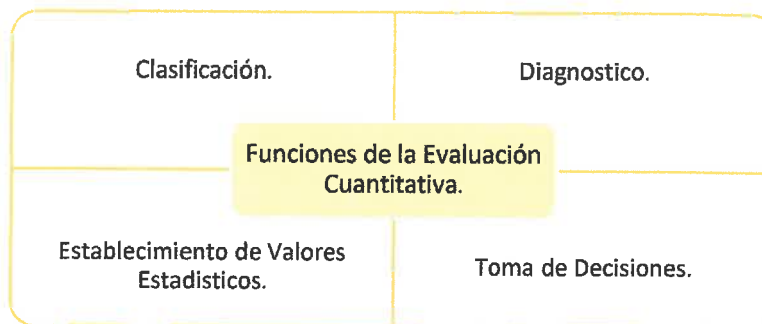 Clasificación.
Diagnostico.
Funciones de la Evaluación
Cuantitativa.
Establecimiento de Valores
Estadisticos.
Toma de Decisiones.